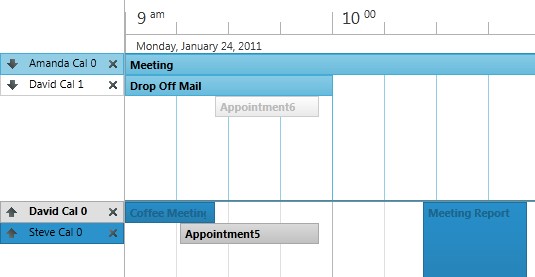 9 am 10 00
Monday, January 24, 2011
Amanda Cal 0 Meeting
David Cal 1 Drop Off Mail
Appointment6
David Cal 0 Coffee Meeting Meeting Report
Steve Cal 0 Appointment5